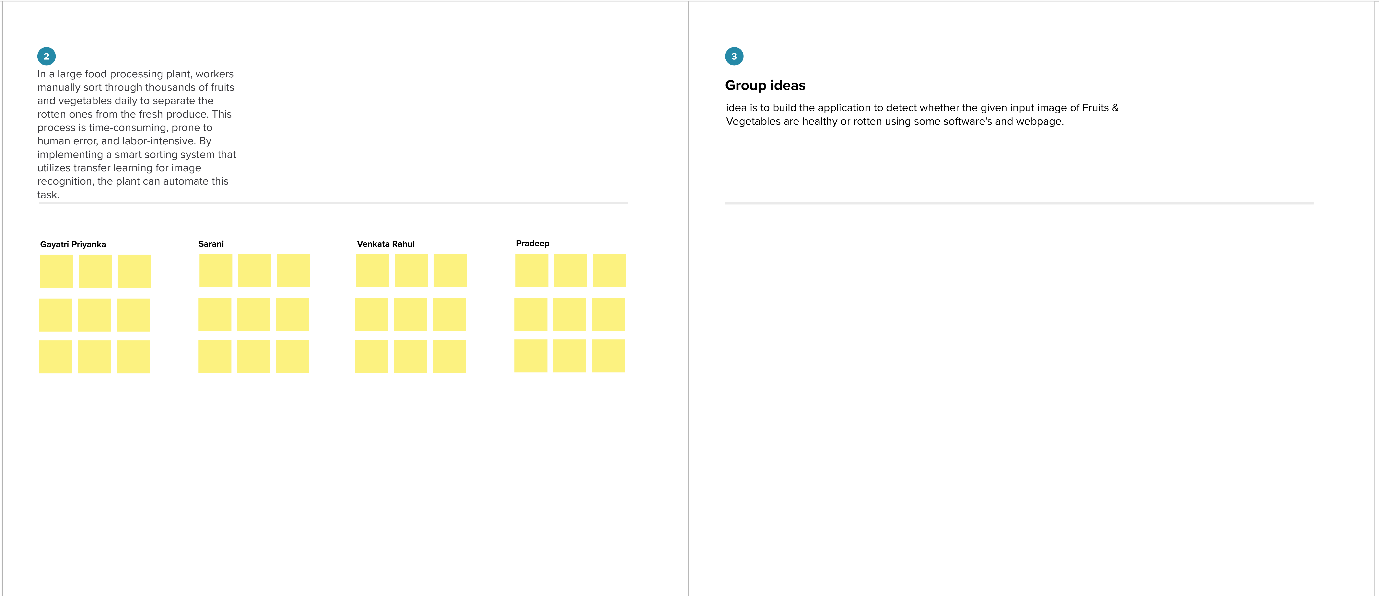 2
In a large food processing plant, workers
manually sort through thousands of fruits
and vegetables daily to separate the
rotten ones from the fresh produce. This
process is time-consuming, prone to
human error, and labor-intensive. By
implementing a smart sorting system that
utilizes transfer learning for image
recognition, the plant can automate this
task.
Gayatri Priyanka
Sarani
Venkata Rahul
Pradeep
3
Group ideas
idea is to build the application to detect whether the given input image of Fruits &
Vegetables are healthy or rotten using some software's and webpage.